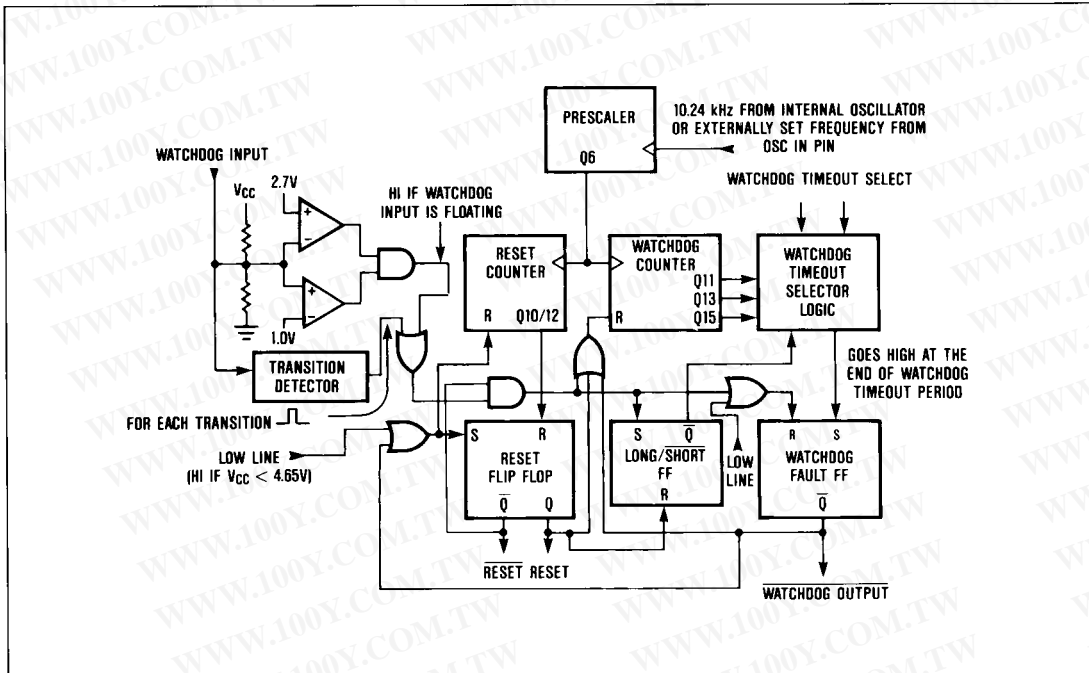 WWW.100Y.COM.TW
PRESCALER
Q6
10.24 kHz FROM INTERNAL OSCILLATOR
OR EXTERNALLY SET FREQUENCY FROM
OSC IN PIN
WATCHDOG INPUT
VCC
2.7V
+
−
+
−
1.0V
HI IF WATCHDOG
INPUT IS FLOATING
WATCHDOG TIMEOUT SELECT
RESET
COUNTER
R
Q10/12
WATCHDOG
COUNTER
Q11
Q13
Q15
R
WATCHDOG
TIMEOUT
SELECTOR
LOGIC
TRANSITION
DETECTOR
FOR EACH TRANSITION
GOES HIGH AT THE
END OF WATCHDOG
TIMEOUT PERIOD
LOW LINE
(HI IF VCC < 4.65V)
S
R
RESET
FLIP FLOP
Q̅
Q
S
Q̅
LONG/S̅H̅O̅R̅T̅
FF
R
LOW
LINE
R
S
WATCHDOG
FAULT FF
Q̅
R̅E̅S̅E̅T̅ RESET
W̅A̅T̅C̅H̅D̅O̅G̅ O̅U̅T̅P̅U̅T̅